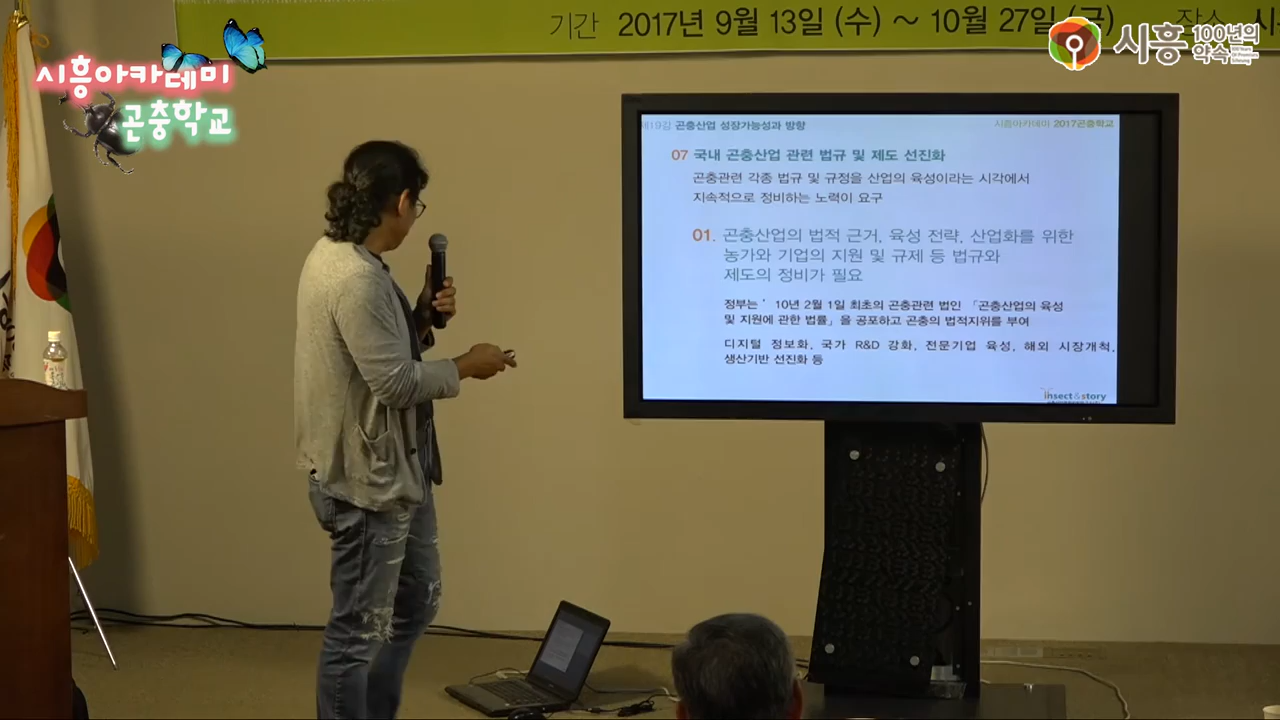 기간 2017년 9월 13일 (수) ~ 10월 27일 (금) 장소 시
시흥 100년의 약속
시흥아카데미
곤충학교
제19강 곤충산업 성장가능성과 방향
시흥아카데미 2017곤충학교
07 국내 곤충산업 관련 법규 및 제도 선진화
곤충관련 각종 법규 및 규정을 산업의 육성이라는 시각에서
지속적으로 정비하는 노력이 요구
01. 곤충산업의 법적 근거, 육성 전략, 산업화를 위한
농가와 기업의 지원 및 규제 등 법규와
제도의 정비가 필요
정부는 ' 10년 2월 1일 최초의 곤충관련 법인 「곤충산업의 육성
및 지원에 관한 법률」을 공포하고 곤충의 법적지위를 부여
디지털 정보화, 국가 R&D 강화, 전문기업 육성, 해외 시장개척,
생산기반 선진화 등
insect&story